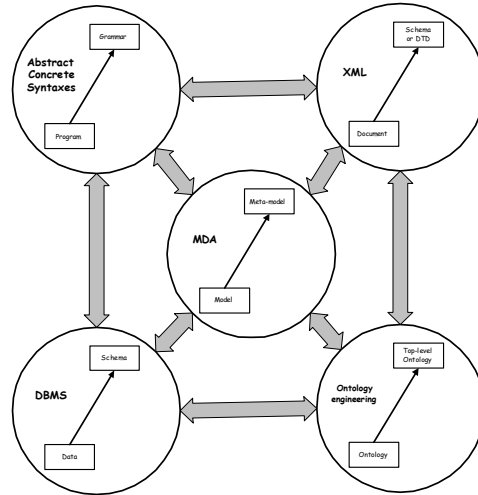 Grammar
Abstract
Concrete
Syntaxes
Program
Schema
or DTD
XML
Document
Meta-model
MDA
Model
Schema
DBMS
Data
Top-level
Ontology
Ontology
engineering
Ontology